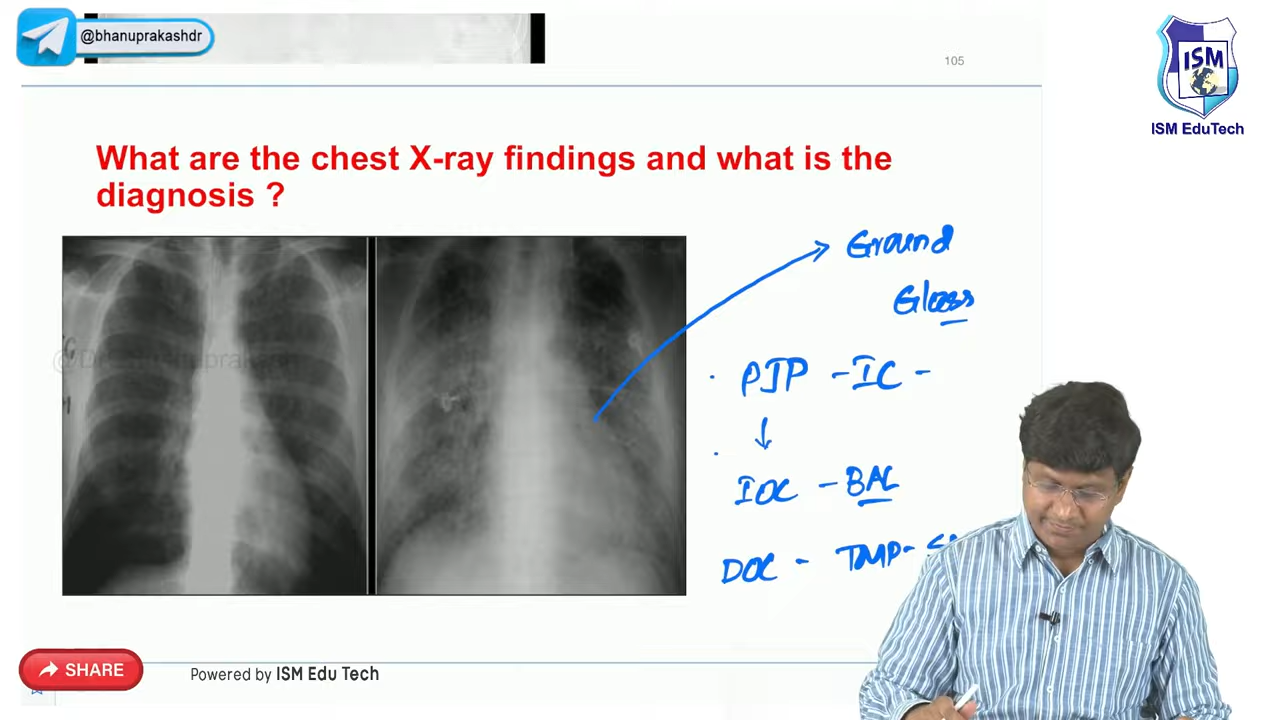 @bhanuprakashdr
105
ISM
ISM EduTech
What are the chest X-ray findings and what is the
diagnosis ?
Ground
Glass
PJP - IC -
IOC - BAL
DOC - TMP-
SHARE
Powered by ISM Edu Tech